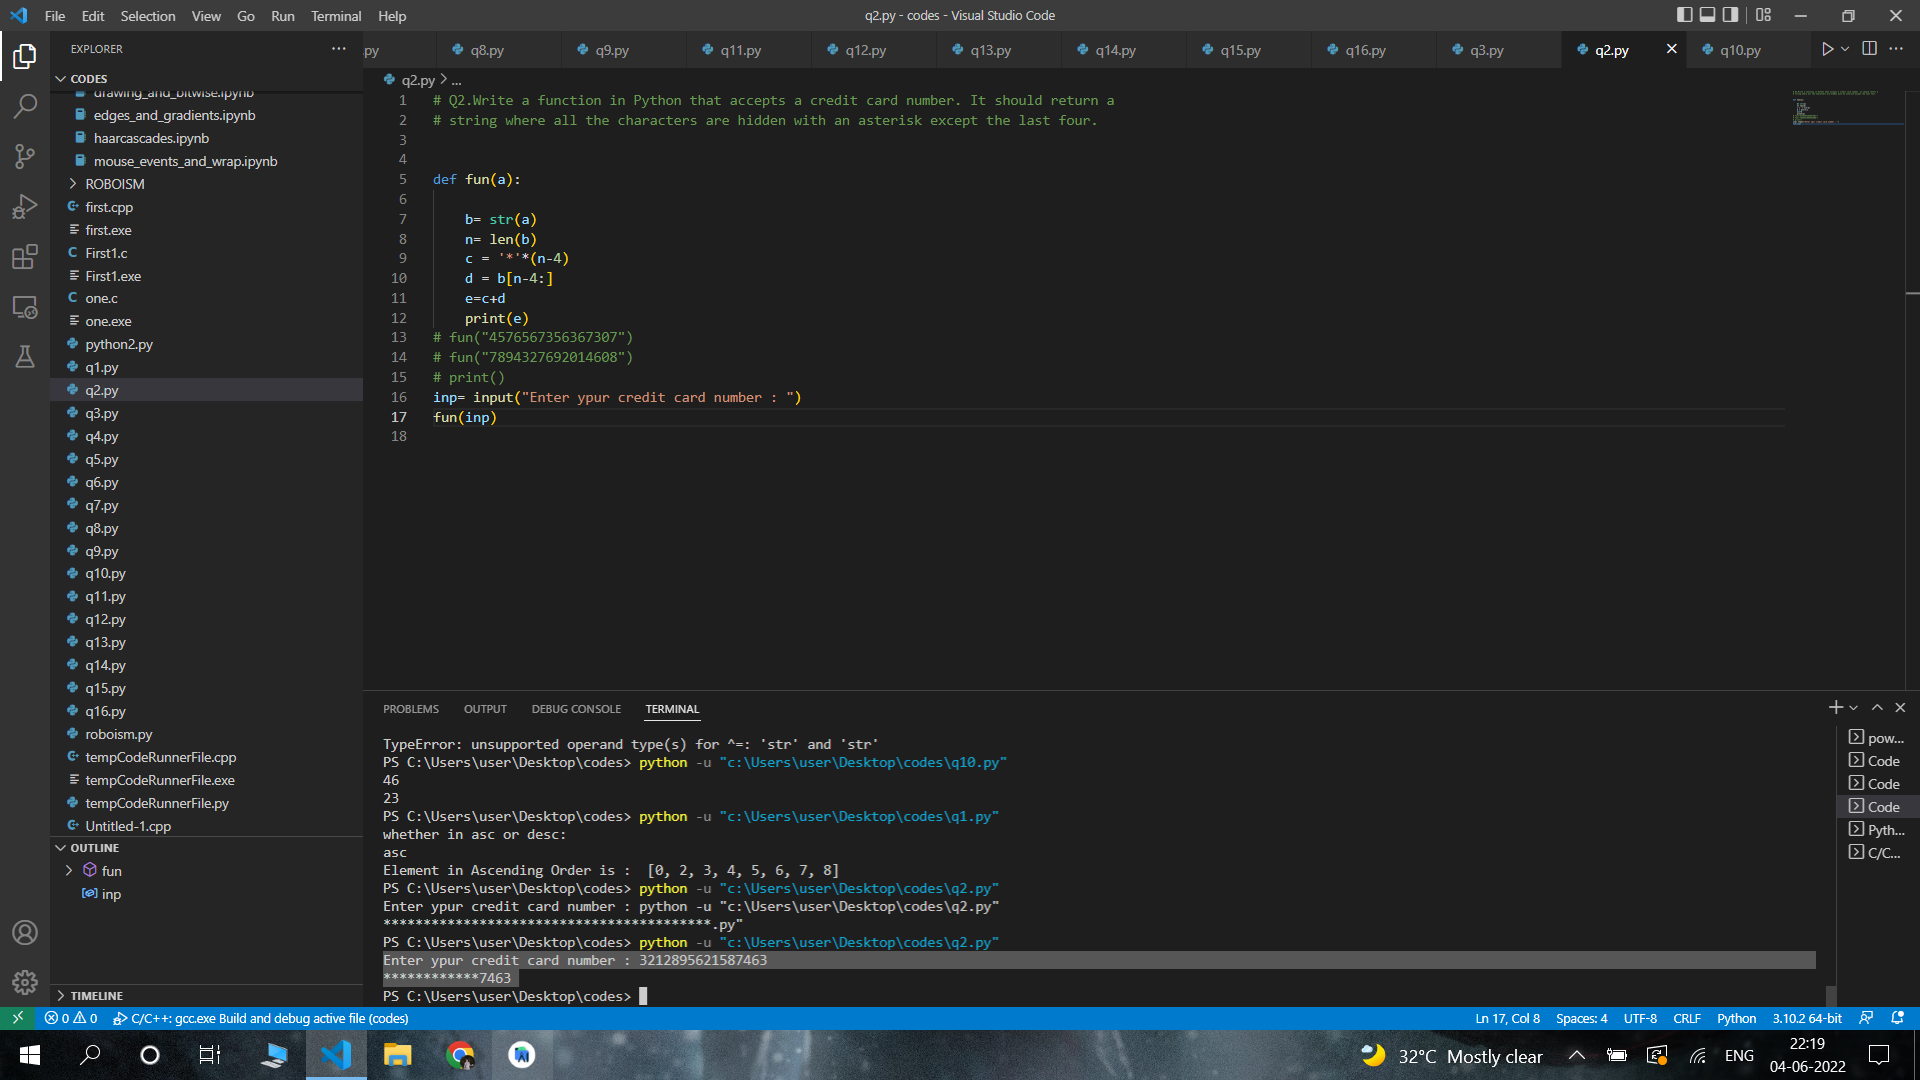 File Edit Selection View Go Run Terminal Help
q2.py - codes - Visual Studio Code
EXPLORER
CODES
drawing_and_bitwise.ipynb
edges_and_gradients.ipynb
haarcascades.ipynb
mouse_events_and_wrap.ipynb
ROBOISM
first.cpp
first.exe
First1.c
First1.exe
one.c
one.exe
python2.py
q1.py
q2.py
q3.py
q4.py
q5.py
q6.py
q7.py
q8.py
q9.py
q10.py
q11.py
q12.py
q13.py
q14.py
q15.py
q16.py
roboism.py
tempCodeRunnerFile.cpp
tempCodeRunnerFile.exe
tempCodeRunnerFile.py
Untitled-1.cpp
OUTLINE
fun
inp
TIMELINE
.py q8.py q9.py q11.py q12.py q13.py q14.py q15.py q16.py q3.py q2.py q10.py
q2.py > ...
1 # Q2.Write a function in Python that accepts a credit card number. It should return a
2 # string where all the characters are hidden with an asterisk except the last four.
3
4
5 def fun(a):
6
7 b= str(a)
8 n= len(b)
9 c = '*'*(n-4)
10 d = b[n-4:]
11 e=c+d
12 print(e)
13 # fun("4576567356367307")
14 # fun("7894327692014608")
15 # print()
16 inp= input("Enter ypur credit card number : ")
17 fun(inp)
18
PROBLEMS OUTPUT DEBUG CONSOLE TERMINAL
TypeError: unsupported operand type(s) for ^=: 'str' and 'str'
PS C:\Users\user\Desktop\codes> python -u "c:\Users\user\Desktop\codes\q10.py"
46
23
PS C:\Users\user\Desktop\codes> python -u "c:\Users\user\Desktop\codes\q1.py"
whether in asc or desc:
asc
Element in Ascending Order is :  [0, 2, 3, 4, 5, 6, 7, 8]
PS C:\Users\user\Desktop\codes> python -u "c:\Users\user\Desktop\codes\q2.py"
Enter ypur credit card number : python -u "c:\Users\user\Desktop\codes\q2.py"
*****************************************.py"
PS C:\Users\user\Desktop\codes> python -u "c:\Users\user\Desktop\codes\q2.py"
Enter ypur credit card number : 3212895621587463
************7463
PS C:\Users\user\Desktop\codes>
pow...
Code
Code
Code
Pyth...
C/C...
0 0 C/C++: gcc.exe Build and debug active file (codes)
Ln 17, Col 8 Spaces: 4 UTF-8 CRLF Python 3.10.2 64-bit
32°C Mostly clear
ENG
22:19
04-06-2022